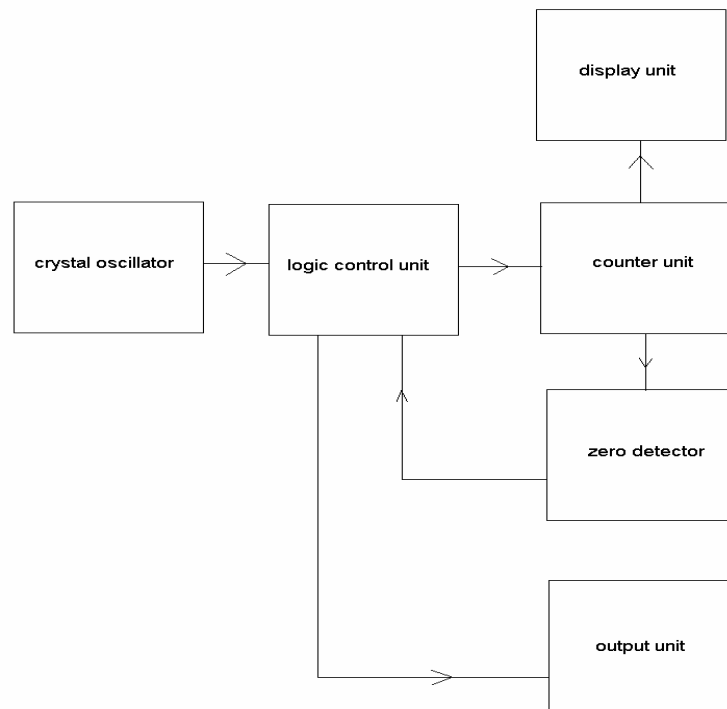 display unit
crystal oscillator
logic control unit
counter unit
zero detector
output unit